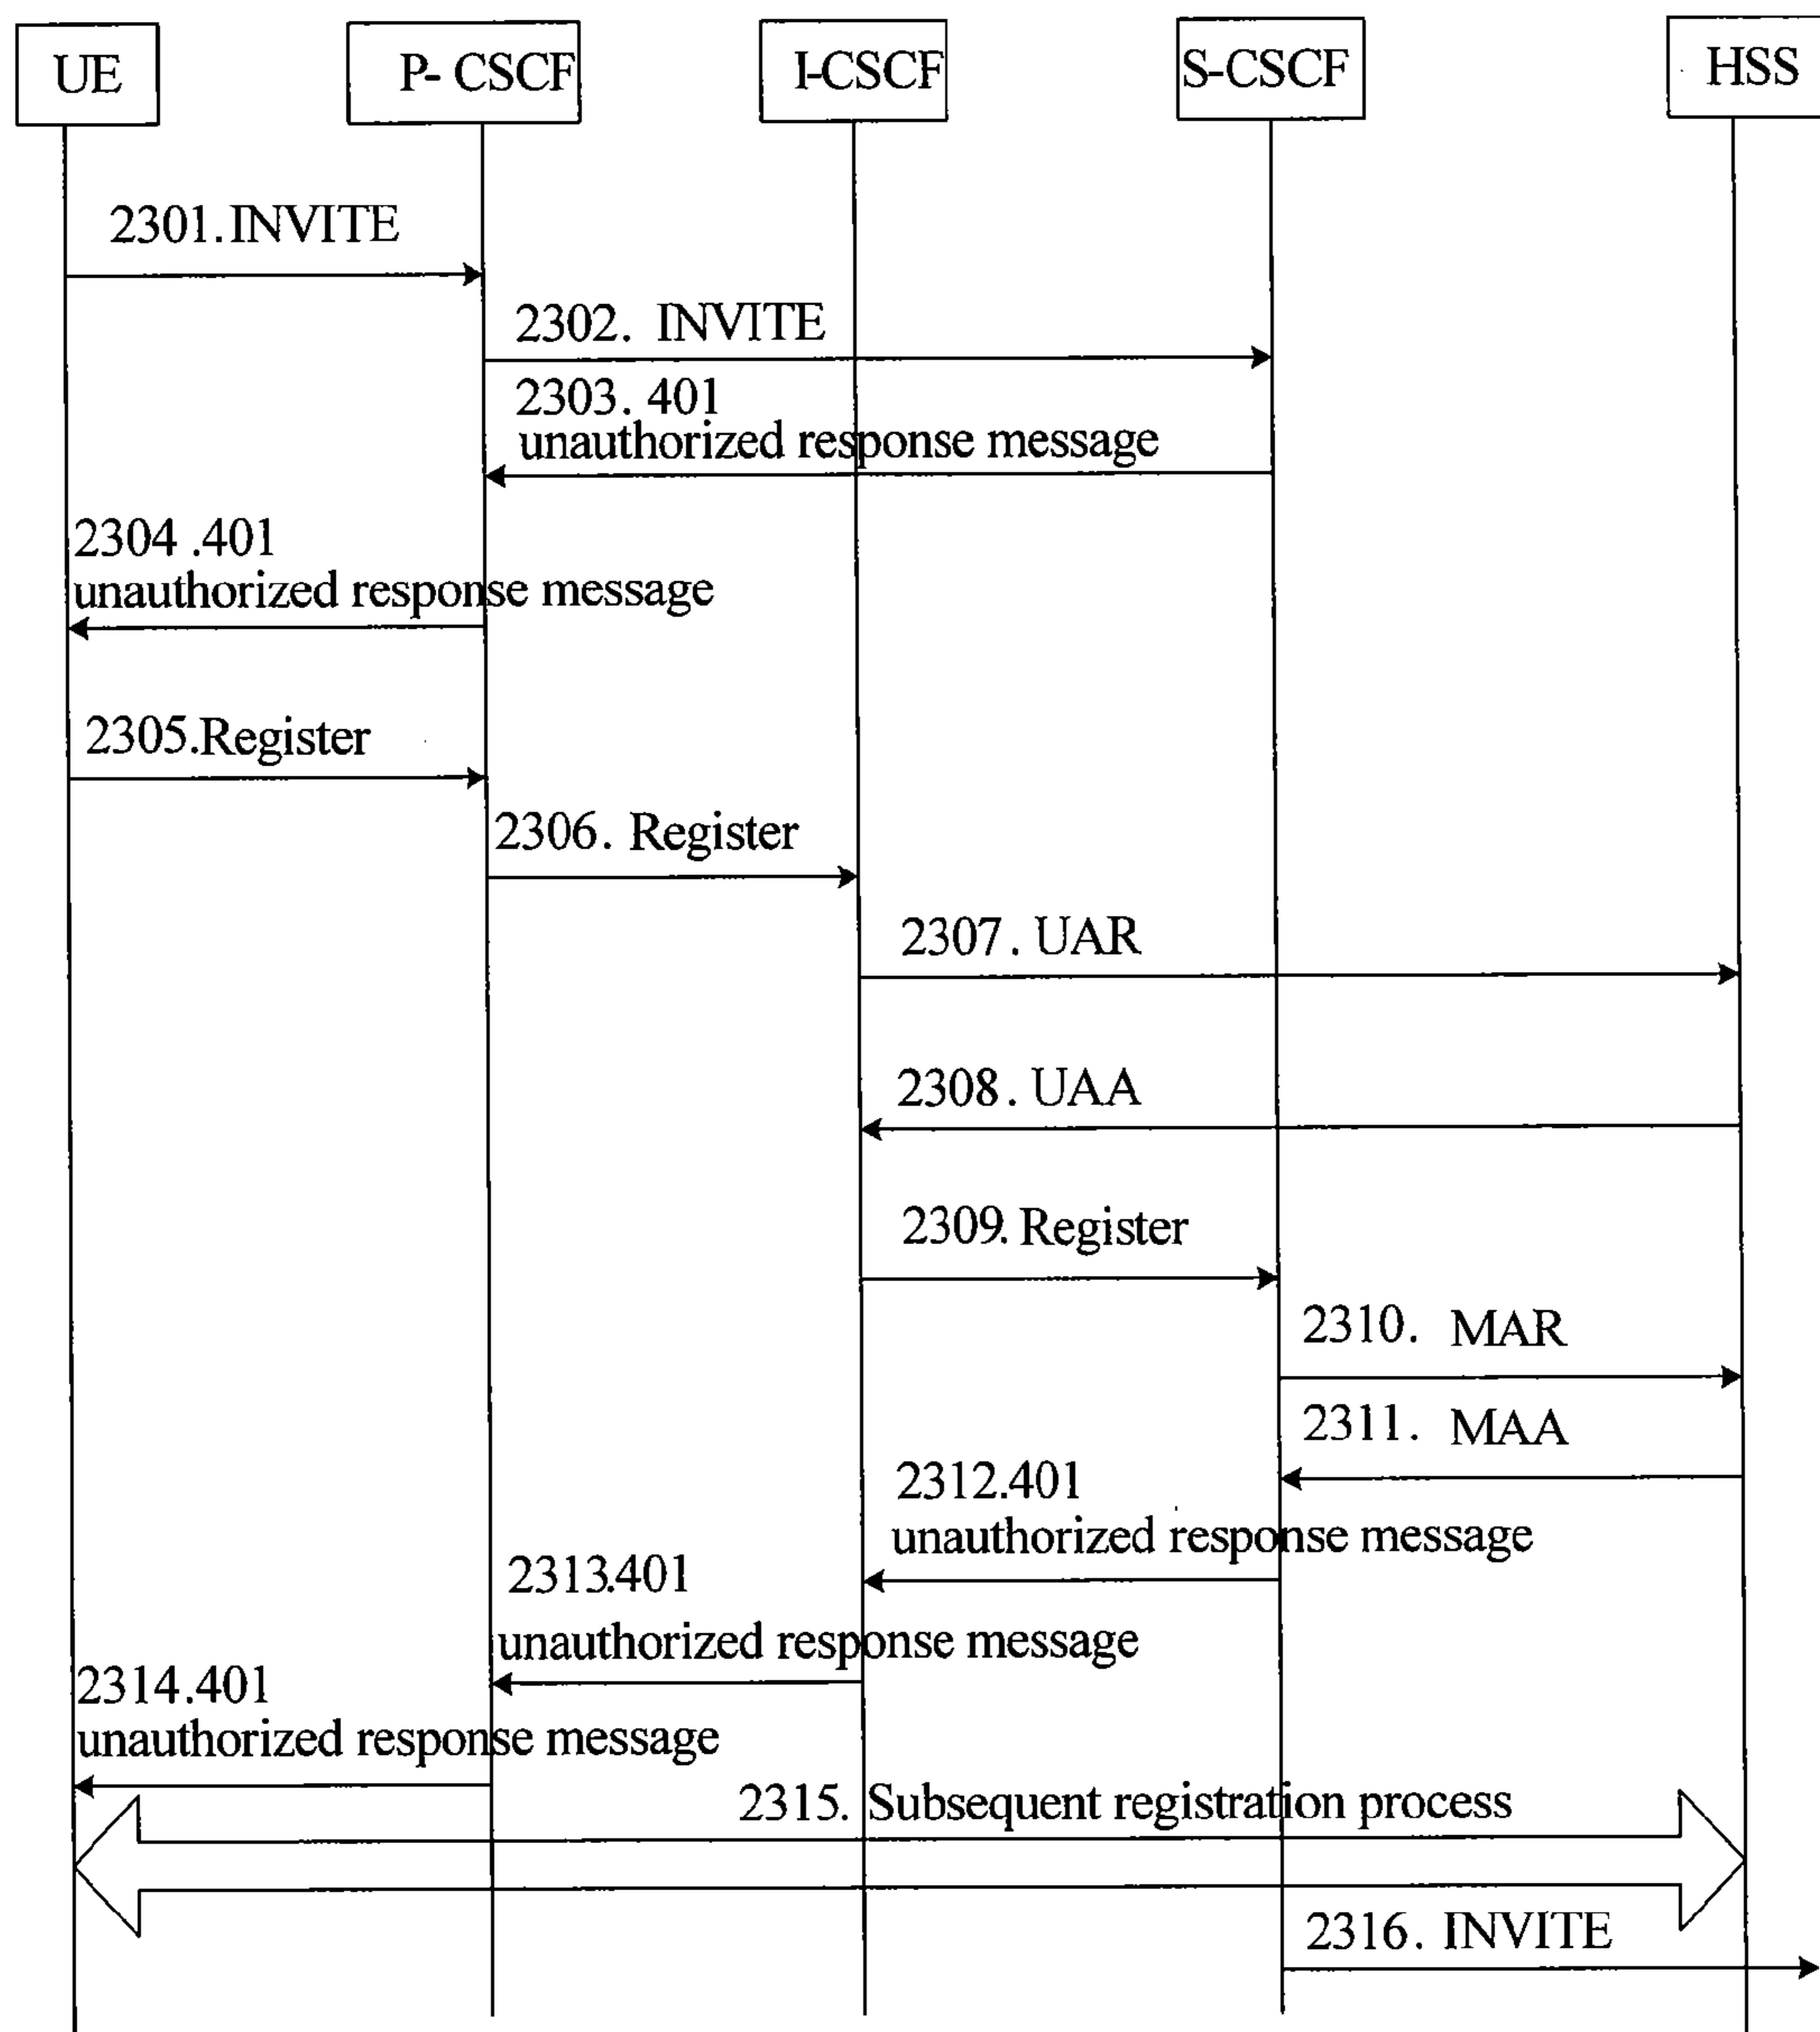 UE
P- CSCF
I-CSCF
S-CSCF
HSS
2301.INVITE
2302. INVITE
2303. 401
unauthorized response message
2304 .401
unauthorized response message
2305.Register
2306. Register
2307. UAR
2308. UAA
2309. Register
2310. MAR
2311. MAA
2312.401
unauthorized response message
2313.401
unauthorized response message
2314.401
unauthorized response message
2315. Subsequent registration process
2316. INVITE